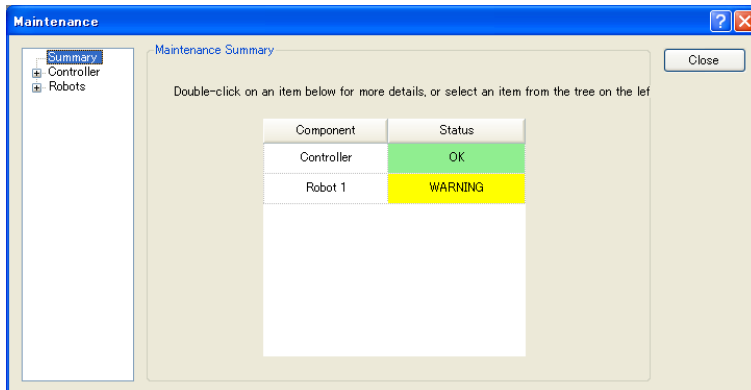 Maintenance
Summary
Controller
Robots
Maintenance Summary
Close
Double-click on an item below for more details, or select an item from the tree on the lef
Component Status
Controller OK
Robot 1 WARNING